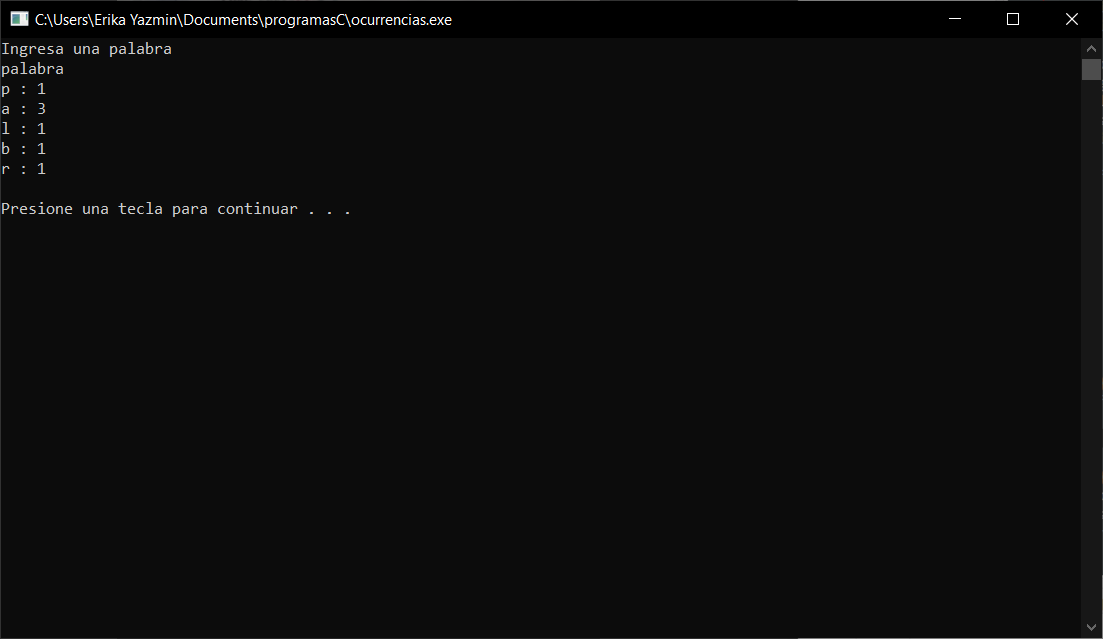 C:\Users\Erika Yazmin\Documents\programasC\ocurrencias.exe
Ingresa una palabra
palabra
p : 1
a : 3
l : 1
b : 1
r : 1
Presione una tecla para continuar . . .